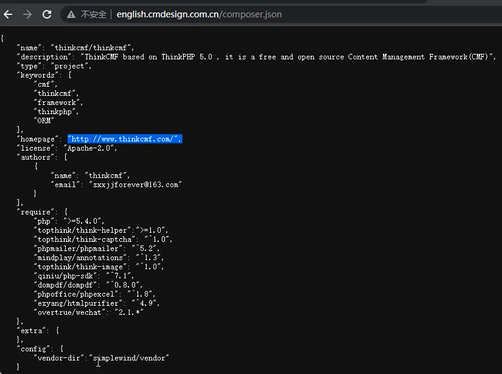 不安全 | english.cmdesign.com.cn/composer.json
{
"name": "thinkcmf/thinkcmf",
"description": "ThinkCMF based on ThinkPHP 5.0 , it is a free and open source Content Management Framework(CMF)",
"type": "project",
"keywords": [
"cmf",
"thinkcmf",
"framework",
"thinkphp",
"ORM"
],
"homepage": "http://www.thinkcmf.com/",
"license": "Apache-2.0",
"authors": [
{
"name": "thinkcmf",
"email": "zxxjjforever@163.com"
}
],
"require": {
"php": ">=5.4.0",
"topthink/think-helper":">=1.0",
"topthink/think-captcha": "^1.0",
"phpmailer/phpmailer": "^5.2",
"mindplay/annotations": "^1.3",
"topthink/think-image": "^1.0",
"qiniu/php-sdk": "^7.1",
"dompdf/dompdf": "^0.8.0",
"phpoffice/phpexcel": "^1.8",
"ezyang/htmlpurifier": "^4.9",
"overtrue/wechat": "2.1.*"
},
"extra": {
},
"config": {
"vendor-dir":"simplewind/vendor"
}